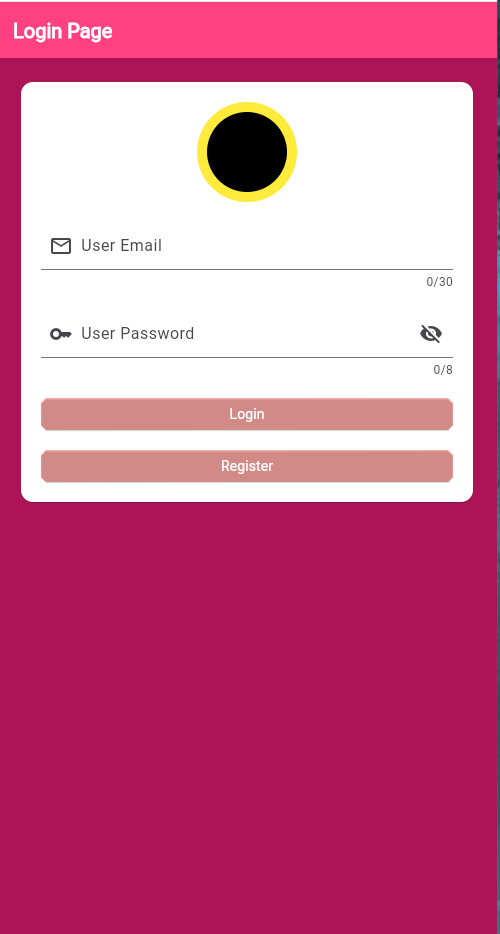 Login Page
User Email
0/30
User Password
0/8
Login
Register